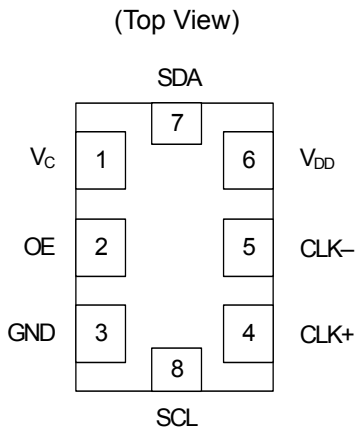 (Top View)
SDA
7
VC 1 6 VDD
OE 2 5 CLK–
GND 3 4 CLK+
8
SCL